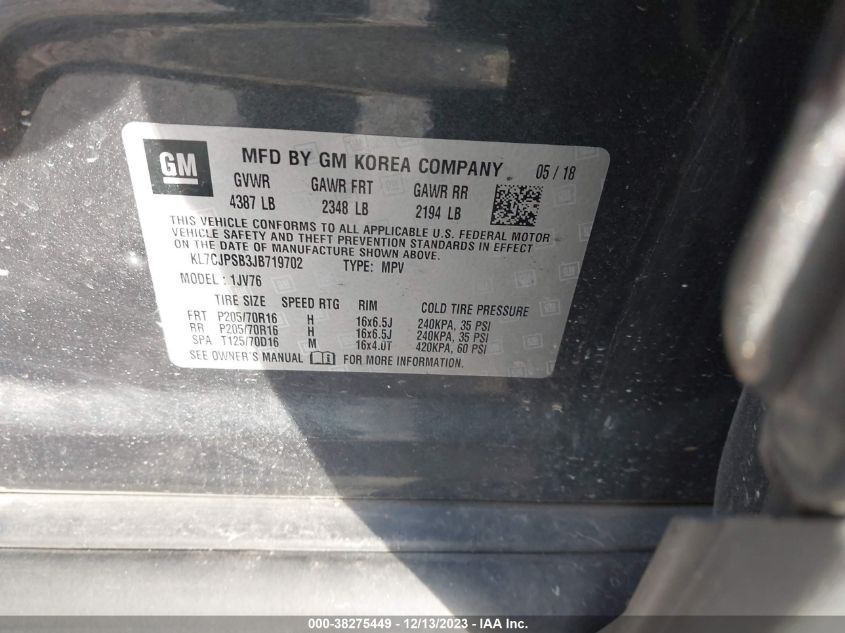 GM MFD BY GM KOREA COMPANY 05 / 18
GVWR GAWR FRT GAWR RR
4387 LB 2348 LB 2194 LB
THIS VEHICLE CONFORMS TO ALL APPLICABLE U.S. FEDERAL MOTOR
VEHICLE SAFETY AND THEFT PREVENTION STANDARDS IN EFFECT
ON THE DATE OF MANUFACTURE SHOWN ABOVE.
KL7CJPSB3JB719702 TYPE: MPV
MODEL : 1JV76
TIRE SIZE SPEED RTG RIM COLD TIRE PRESSURE
FRT P205/70R16 H 16x6.5J 240KPA, 35 PSI
RR P205/70R16 H 16x6.5J 240KPA, 35 PSI
SPA T125/70D16 M 16x4.0T 420KPA, 60 PSI
SEE OWNER'S MANUAL FOR MORE INFORMATION.
000-38275449 - 12/13/2023 - IAA Inc.